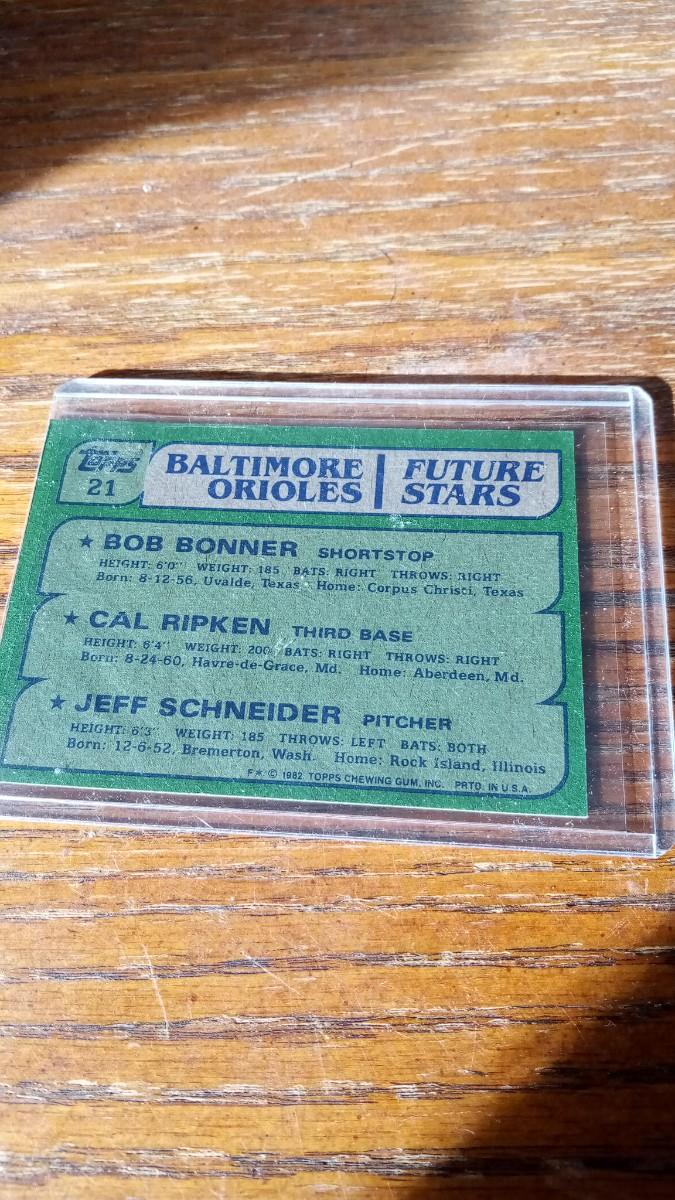 TOPPS
21
BALTIMORE ORIOLES
FUTURE STARS
★ BOB BONNER SHORTSTOP
HEIGHT: 6'0" WEIGHT: 185 BATS: RIGHT THROWS: RIGHT
Born: 8-12-56, Uvalde, Texas Home: Corpus Christi, Texas
★ CAL RIPKEN THIRD BASE
HEIGHT: 6'4" WEIGHT: 200 BATS: RIGHT THROWS: RIGHT
Born: 8-24-60, Havre-de-Grace, Md. Home: Aberdeen, Md.
★ JEFF SCHNEIDER PITCHER
HEIGHT: 6'3" WEIGHT: 185 THROWS: LEFT BATS: BOTH
Born: 12-6-52, Bremerton, Wash. Home: Rock Island, Illinois
F★ © 1982 TOPPS CHEWING GUM, INC. PRTD. IN U.S.A.